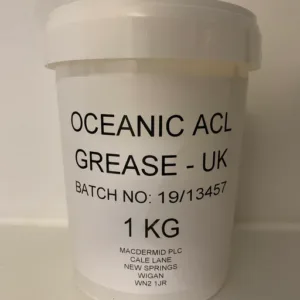 OCEANIC ACL
GREASE - UK
BATCH NO: 19/13457
1 KG
MACDERMID PLC
CALE LANE
NEW SPRINGS
WIGAN
WN2 1JR